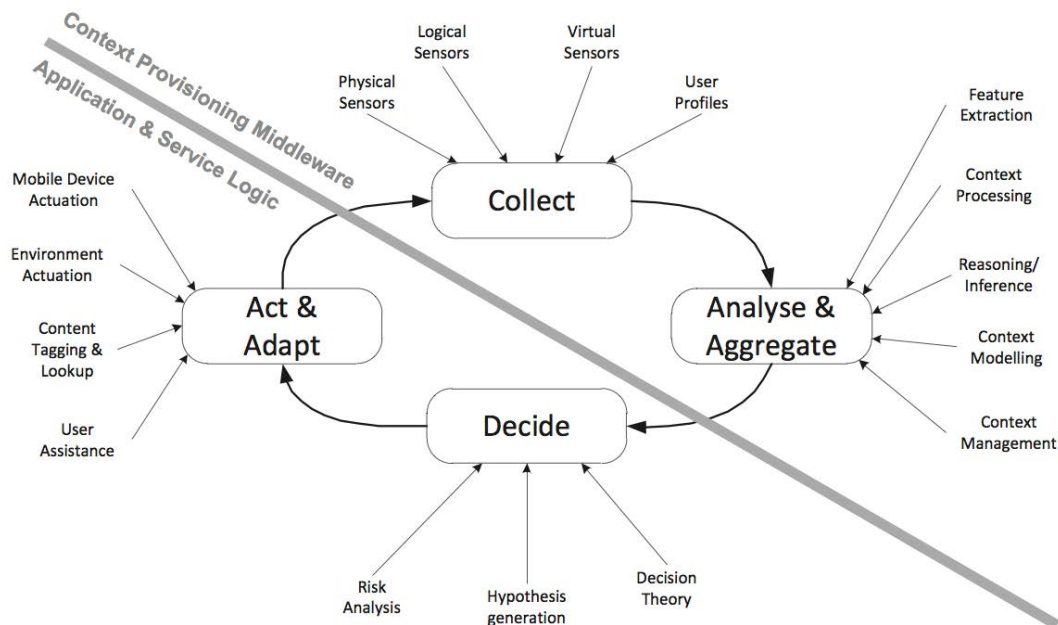 Context Provisioning Middleware
Application & Service Logic
Logical
Sensors
Virtual
Sensors
Physical
Sensors
User
Profiles
Feature
Extraction
Context
Processing
Reasoning/
Inference
Context
Modelling
Context
Management
Mobile Device
Actuation
Environment
Actuation
Content
Tagging &
Lookup
User
Assistance
Collect
Analyse &
Aggregate
Decide
Act &
Adapt
Risk
Analysis
Hypothesis
generation
Decision
Theory